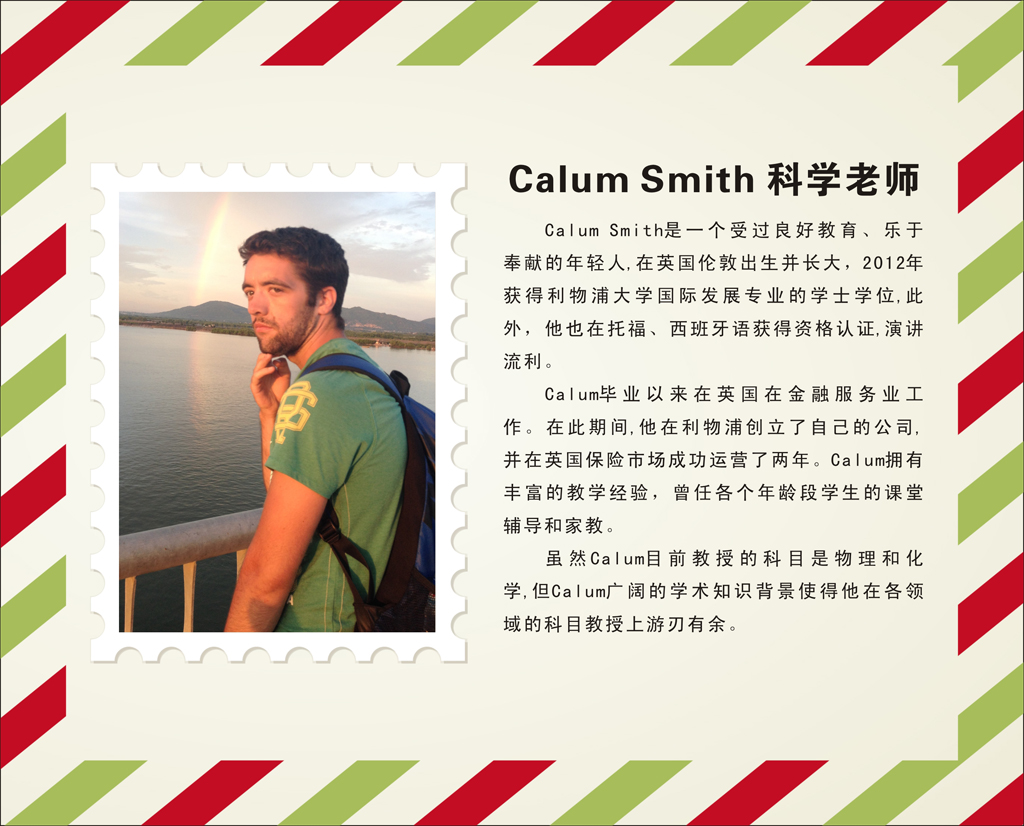 Calum Smith 科学老师
Calum Smith是一个受过良好教育、乐于
奉献的年轻人,在英国伦敦出生并长大，2012年
获得利物浦大学国际发展专业的学士学位,此
外，他也在托福、西班牙语获得资格认证,演讲
流利。
Calum毕业以来在英国在金融服务业工
作。在此期间,他在利物浦创立了自己的公司,
并在英国保险市场成功运营了两年。Calum拥有
丰富的教学经验，曾任各个年龄段学生的课堂
辅导和家教。
虽然Calum目前教授的科目是物理和化
学,但Calum广阔的学术知识背景使得他在各领
域的科目教授上游刃有余。